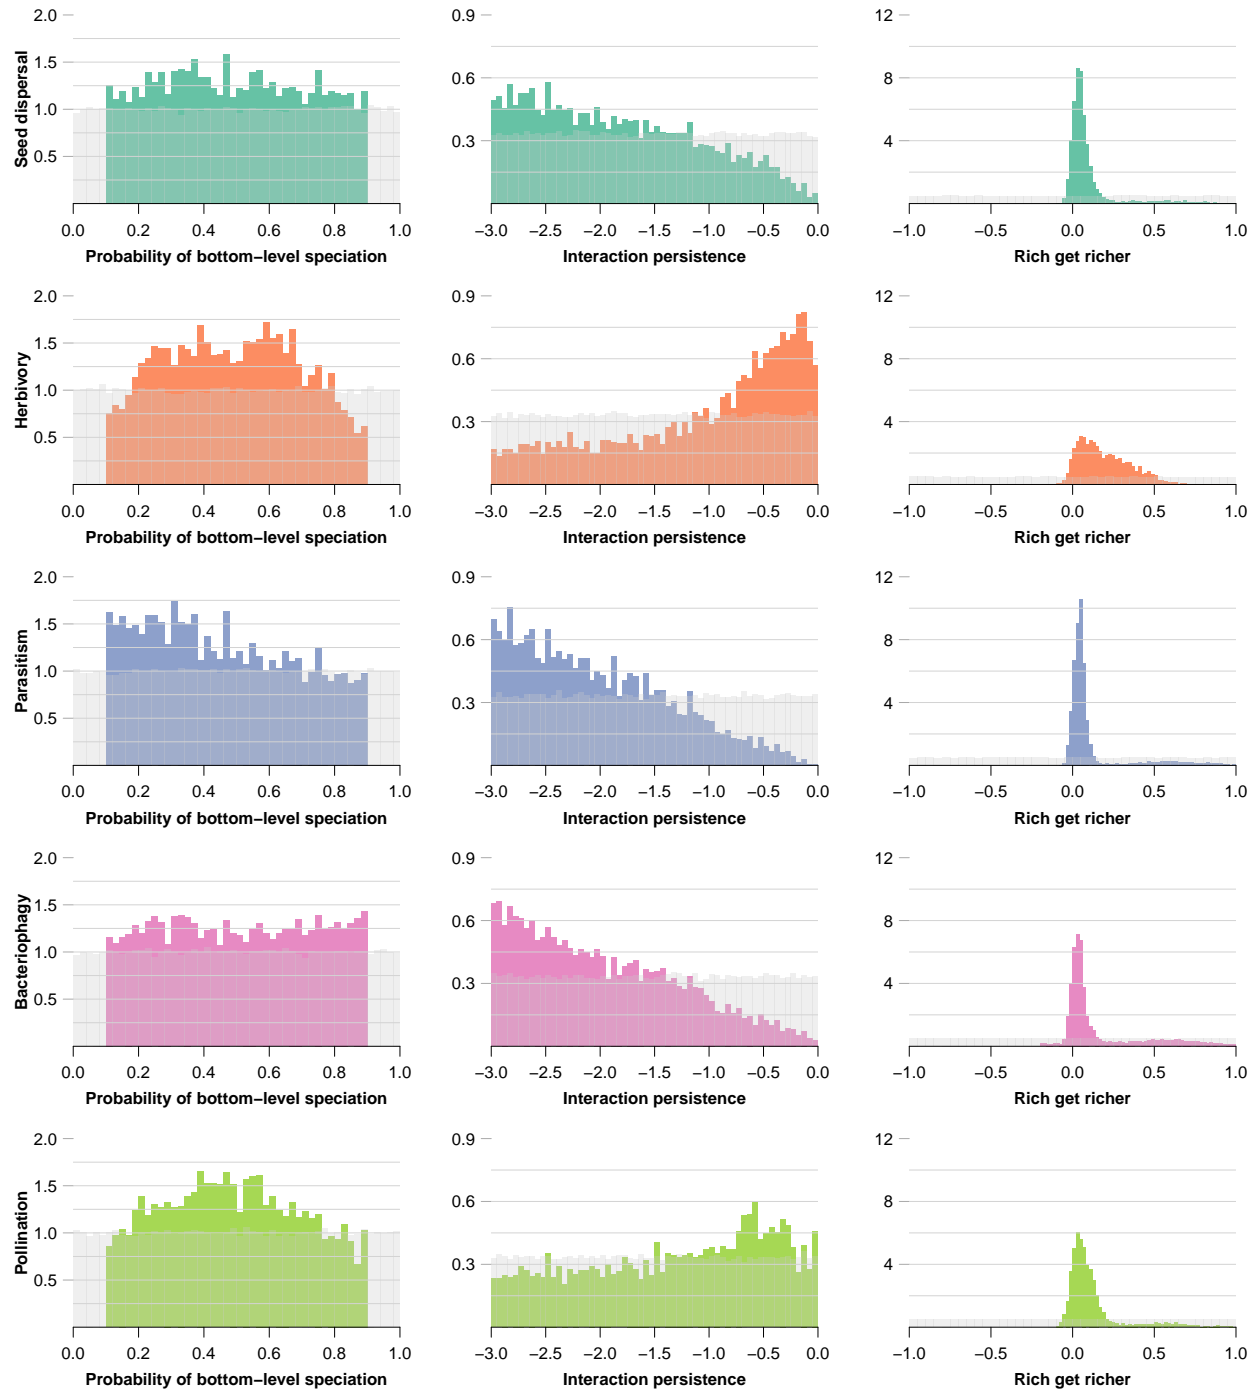 2.0 0.9 12
1.5 0.6 8
1.0 0.3 4
0.5
Seed dispersal
0.0 0.2 0.4 0.6 0.8 1.0 −3.0 −2.5 −2.0 −1.5 −1.0 −0.5 0.0 −1.0 −0.5 0.0 0.5 1.0
Probability of bottom−level speciation Interaction persistence Rich get richer
2.0 0.9 12
1.5 0.6 8
1.0 0.3 4
0.5
Herbivory
0.0 0.2 0.4 0.6 0.8 1.0 −3.0 −2.5 −2.0 −1.5 −1.0 −0.5 0.0 −1.0 −0.5 0.0 0.5 1.0
Probability of bottom−level speciation Interaction persistence Rich get richer
2.0 0.9 12
1.5 0.6 8
1.0 0.3 4
0.5
Parasitism
0.0 0.2 0.4 0.6 0.8 1.0 −3.0 −2.5 −2.0 −1.5 −1.0 −0.5 0.0 −1.0 −0.5 0.0 0.5 1.0
Probability of bottom−level speciation Interaction persistence Rich get richer
2.0 0.9 12
1.5 0.6 8
1.0 0.3 4
0.5
Bacteriophagy
0.0 0.2 0.4 0.6 0.8 1.0 −3.0 −2.5 −2.0 −1.5 −1.0 −0.5 0.0 −1.0 −0.5 0.0 0.5 1.0
Probability of bottom−level speciation Interaction persistence Rich get richer
2.0 0.9 12
1.5 0.6 8
1.0 0.3 4
0.5
Pollination
0.0 0.2 0.4 0.6 0.8 1.0 −3.0 −2.5 −2.0 −1.5 −1.0 −0.5 0.0 −1.0 −0.5 0.0 0.5 1.0
Probability of bottom−level speciation Interaction persistence Rich get richer